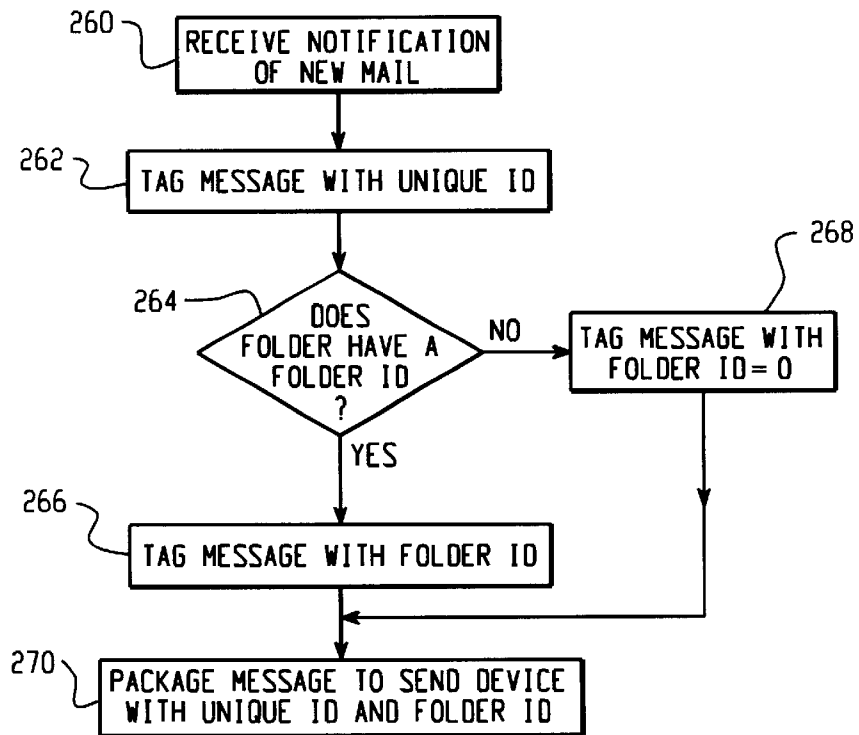 260
RECEIVE NOTIFICATION
OF NEW MAIL
262
TAG MESSAGE WITH UNIQUE ID
264
DOES
FOLDER HAVE A
FOLDER ID
?
NO
268
TAG MESSAGE WITH
FOLDER ID=0
YES
266
TAG MESSAGE WITH FOLDER ID
270
PACKAGE MESSAGE TO SEND DEVICE
WITH UNIQUE ID AND FOLDER ID